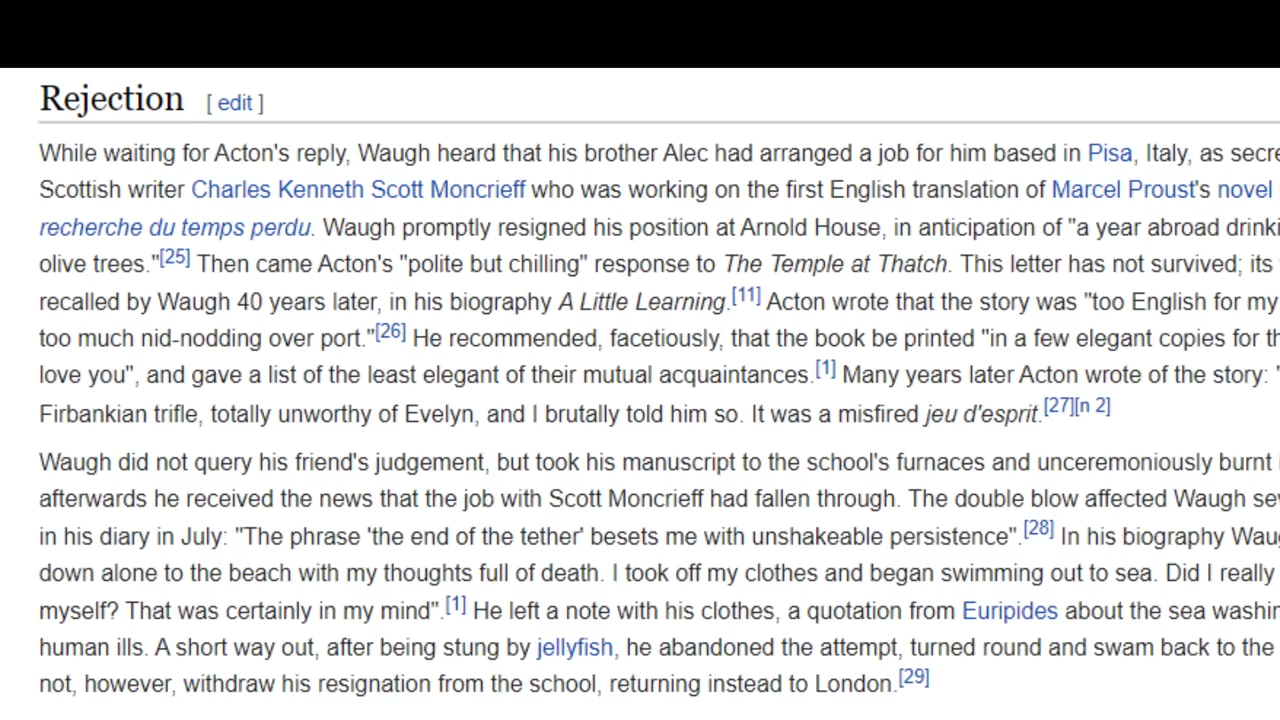 Rejection [ edit ]
While waiting for Acton's reply, Waugh heard that his brother Alec had arranged a job for him based in Pisa, Italy, as
Scottish writer Charles Kenneth Scott Moncrieff who was working on the first English translation of Marcel Proust's novel
recherche du temps perdu. Waugh promptly resigned his position at Arnold House, in anticipation of "a year abroad
olive trees."[25] Then came Acton's "polite but chilling" response to The Temple at Thatch. This letter has not survived; its
recalled by Waugh 40 years later, in his biography A Little Learning.[11] Acton wrote that the story was "too English for my
too much nid-nodding over port."[26] He recommended, facetiously, that the book be printed "in a few elegant copies for
love you", and gave a list of the least elegant of their mutual acquaintances.[1] Many years later Acton wrote of the story: "
Firbankian trifle, totally unworthy of Evelyn, and I brutally told him so. It was a misfired jeu d'esprit.[27][n 2]
Waugh did not query his friend's judgement, but took his manuscript to the school's furnaces and unceremoniously burnt
afterwards he received the news that the job with Scott Moncrieff had fallen through. The double blow affected Waugh
in his diary in July: "The phrase 'the end of the tether' besets me with unshakeable persistence".[28] In his biography
down alone to the beach with my thoughts full of death. I took off my clothes and began swimming out to sea. Did I really
myself? That was certainly in my mind".[1] He left a note with his clothes, a quotation from Euripides about the sea
human ills. A short way out, after being stung by jellyfish, he abandoned the attempt, turned round and swam back to the
not, however, withdraw his resignation from the school, returning instead to London.[29]